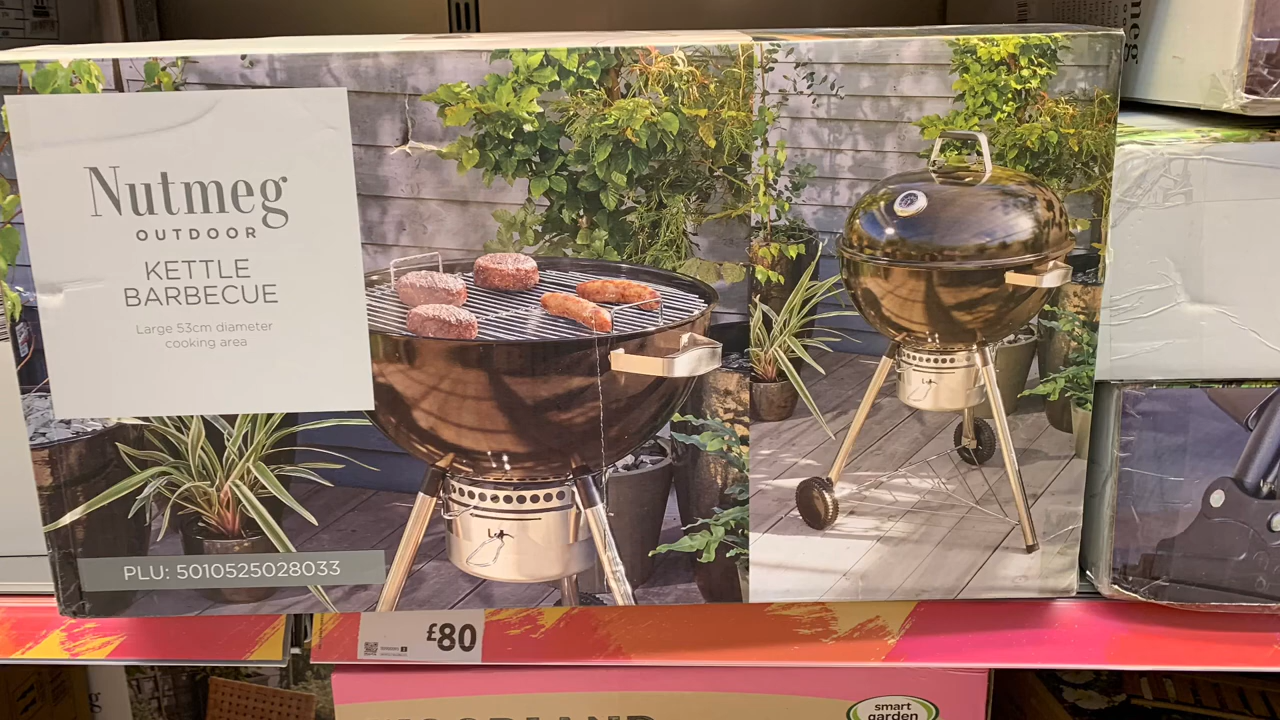 Nutmeg
OUTDOOR
KETTLE
BARBECUE
Large 53cm diameter
cooking area
PLU: 5010525028033
£80
smart
garden